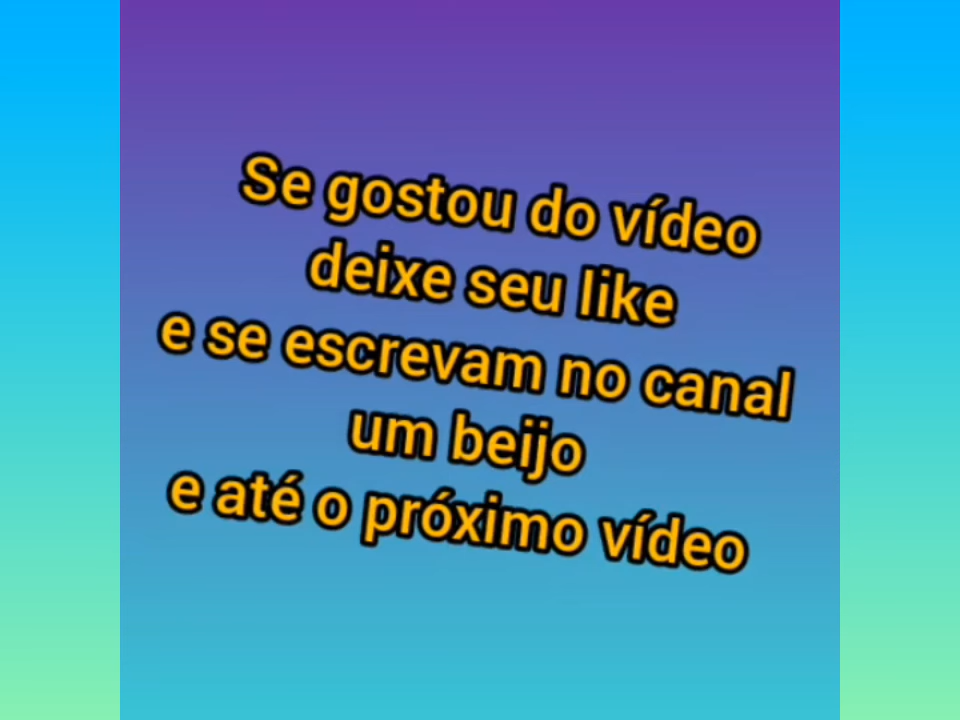 Se gostou do vídeo
deixe seu like
e se escrevam no canal
um beijo
e até o próximo vídeo